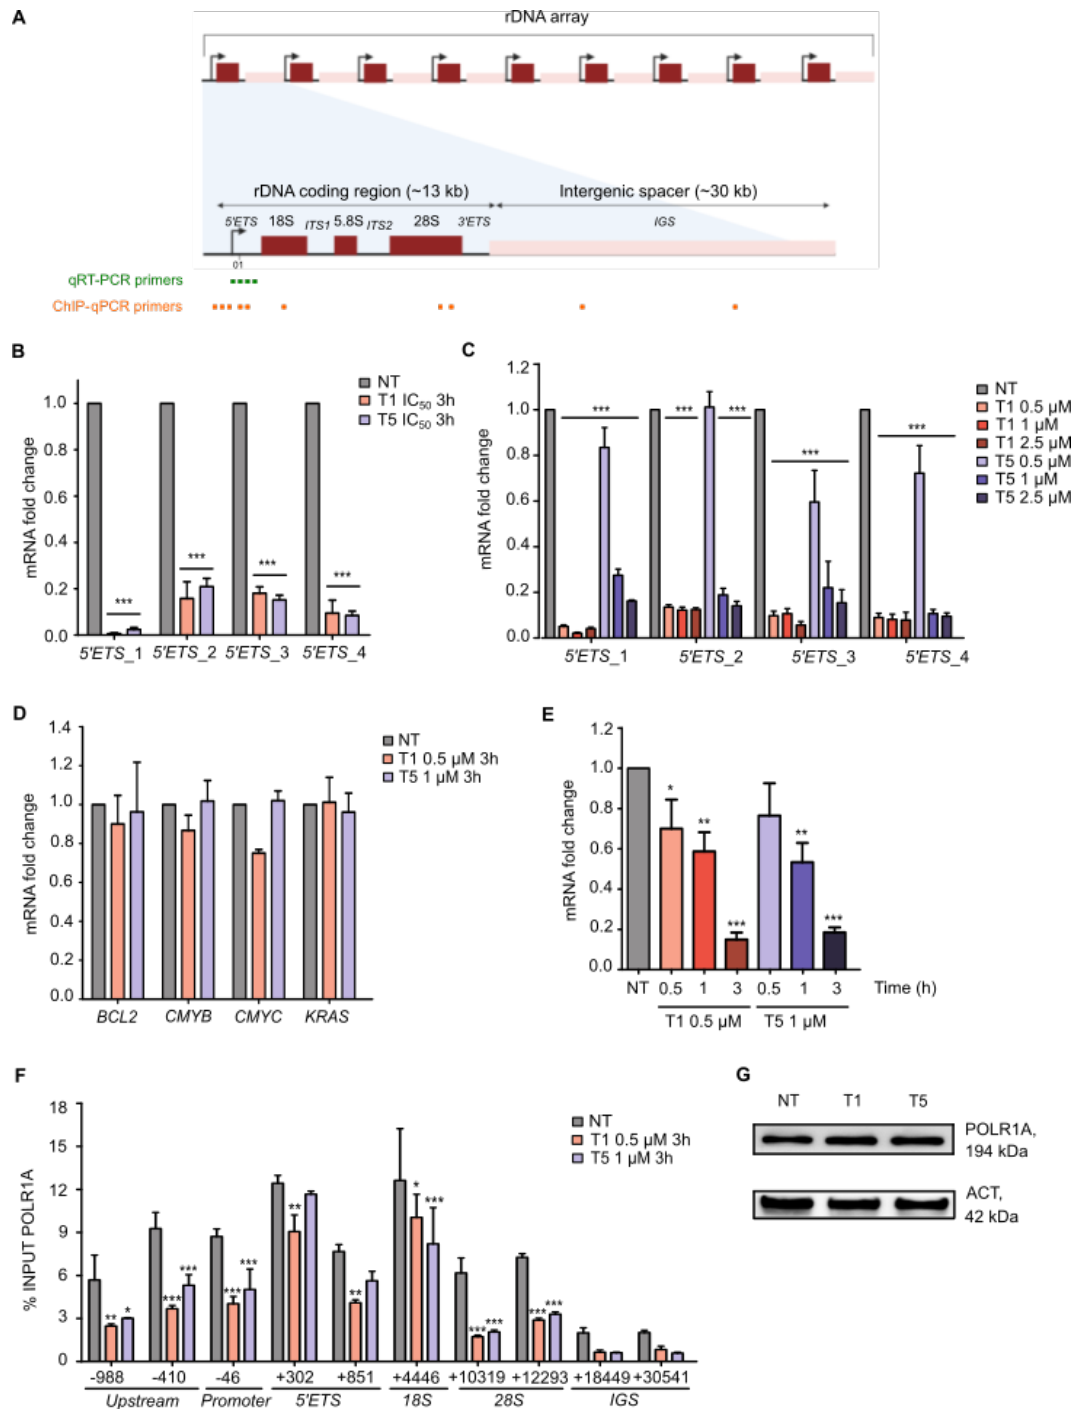 A
rDNA array
rDNA coding region (~13 kb)
Intergenic spacer (~30 kb)
5'ETS 18S ITS1 5.8S ITS2 28S 3'ETS IGS
01
qRT-PCR primers
ChIP-qPCR primers
B
mRNA fold change
1.0
0.8
0.6
0.4
0.2
0.0
*** *** *** ***
5'ETS_1 5'ETS_2 5'ETS_3 5'ETS_4
NT
T1 IC50 3h
T5 IC50 3h
C
mRNA fold change
1.2
1.0
0.8
0.6
0.4
0.2
0.0
*** *** *** *** ***
5'ETS_1 5'ETS_2 5'ETS_3 5'ETS_4
NT
T1 0.5 µM
T1 1 µM
T1 2.5 µM
T5 0.5 µM
T5 1 µM
T5 2.5 µM
D
mRNA fold change
1.4
1.2
1.0
0.8
0.6
0.4
0.2
0.0
BCL2 CMYB CMYC KRAS
NT
T1 0.5 µM 3h
T5 1 µM 3h
E
mRNA fold change
1.2
1.0
0.8
0.6
0.4
0.2
0.0
* ** *** ** ***
NT 0.5 1 3 0.5 1 3 Time (h)
T1 0.5 µM T5 1 µM
F
% INPUT POLR1A
18
15
12
9
6
3
0
** * *** *** *** *** ** ** * *** *** *** *** ***
-988 -410 -46 +302 +851 +4446 +10319 +12293 +18449 +30541
Upstream Promoter 5'ETS 18S 28S IGS
NT
T1 0.5 µM 3h
T5 1 µM 3h
G
NT T1 T5
POLR1A,
194 kDa
ACT,
42 kDa